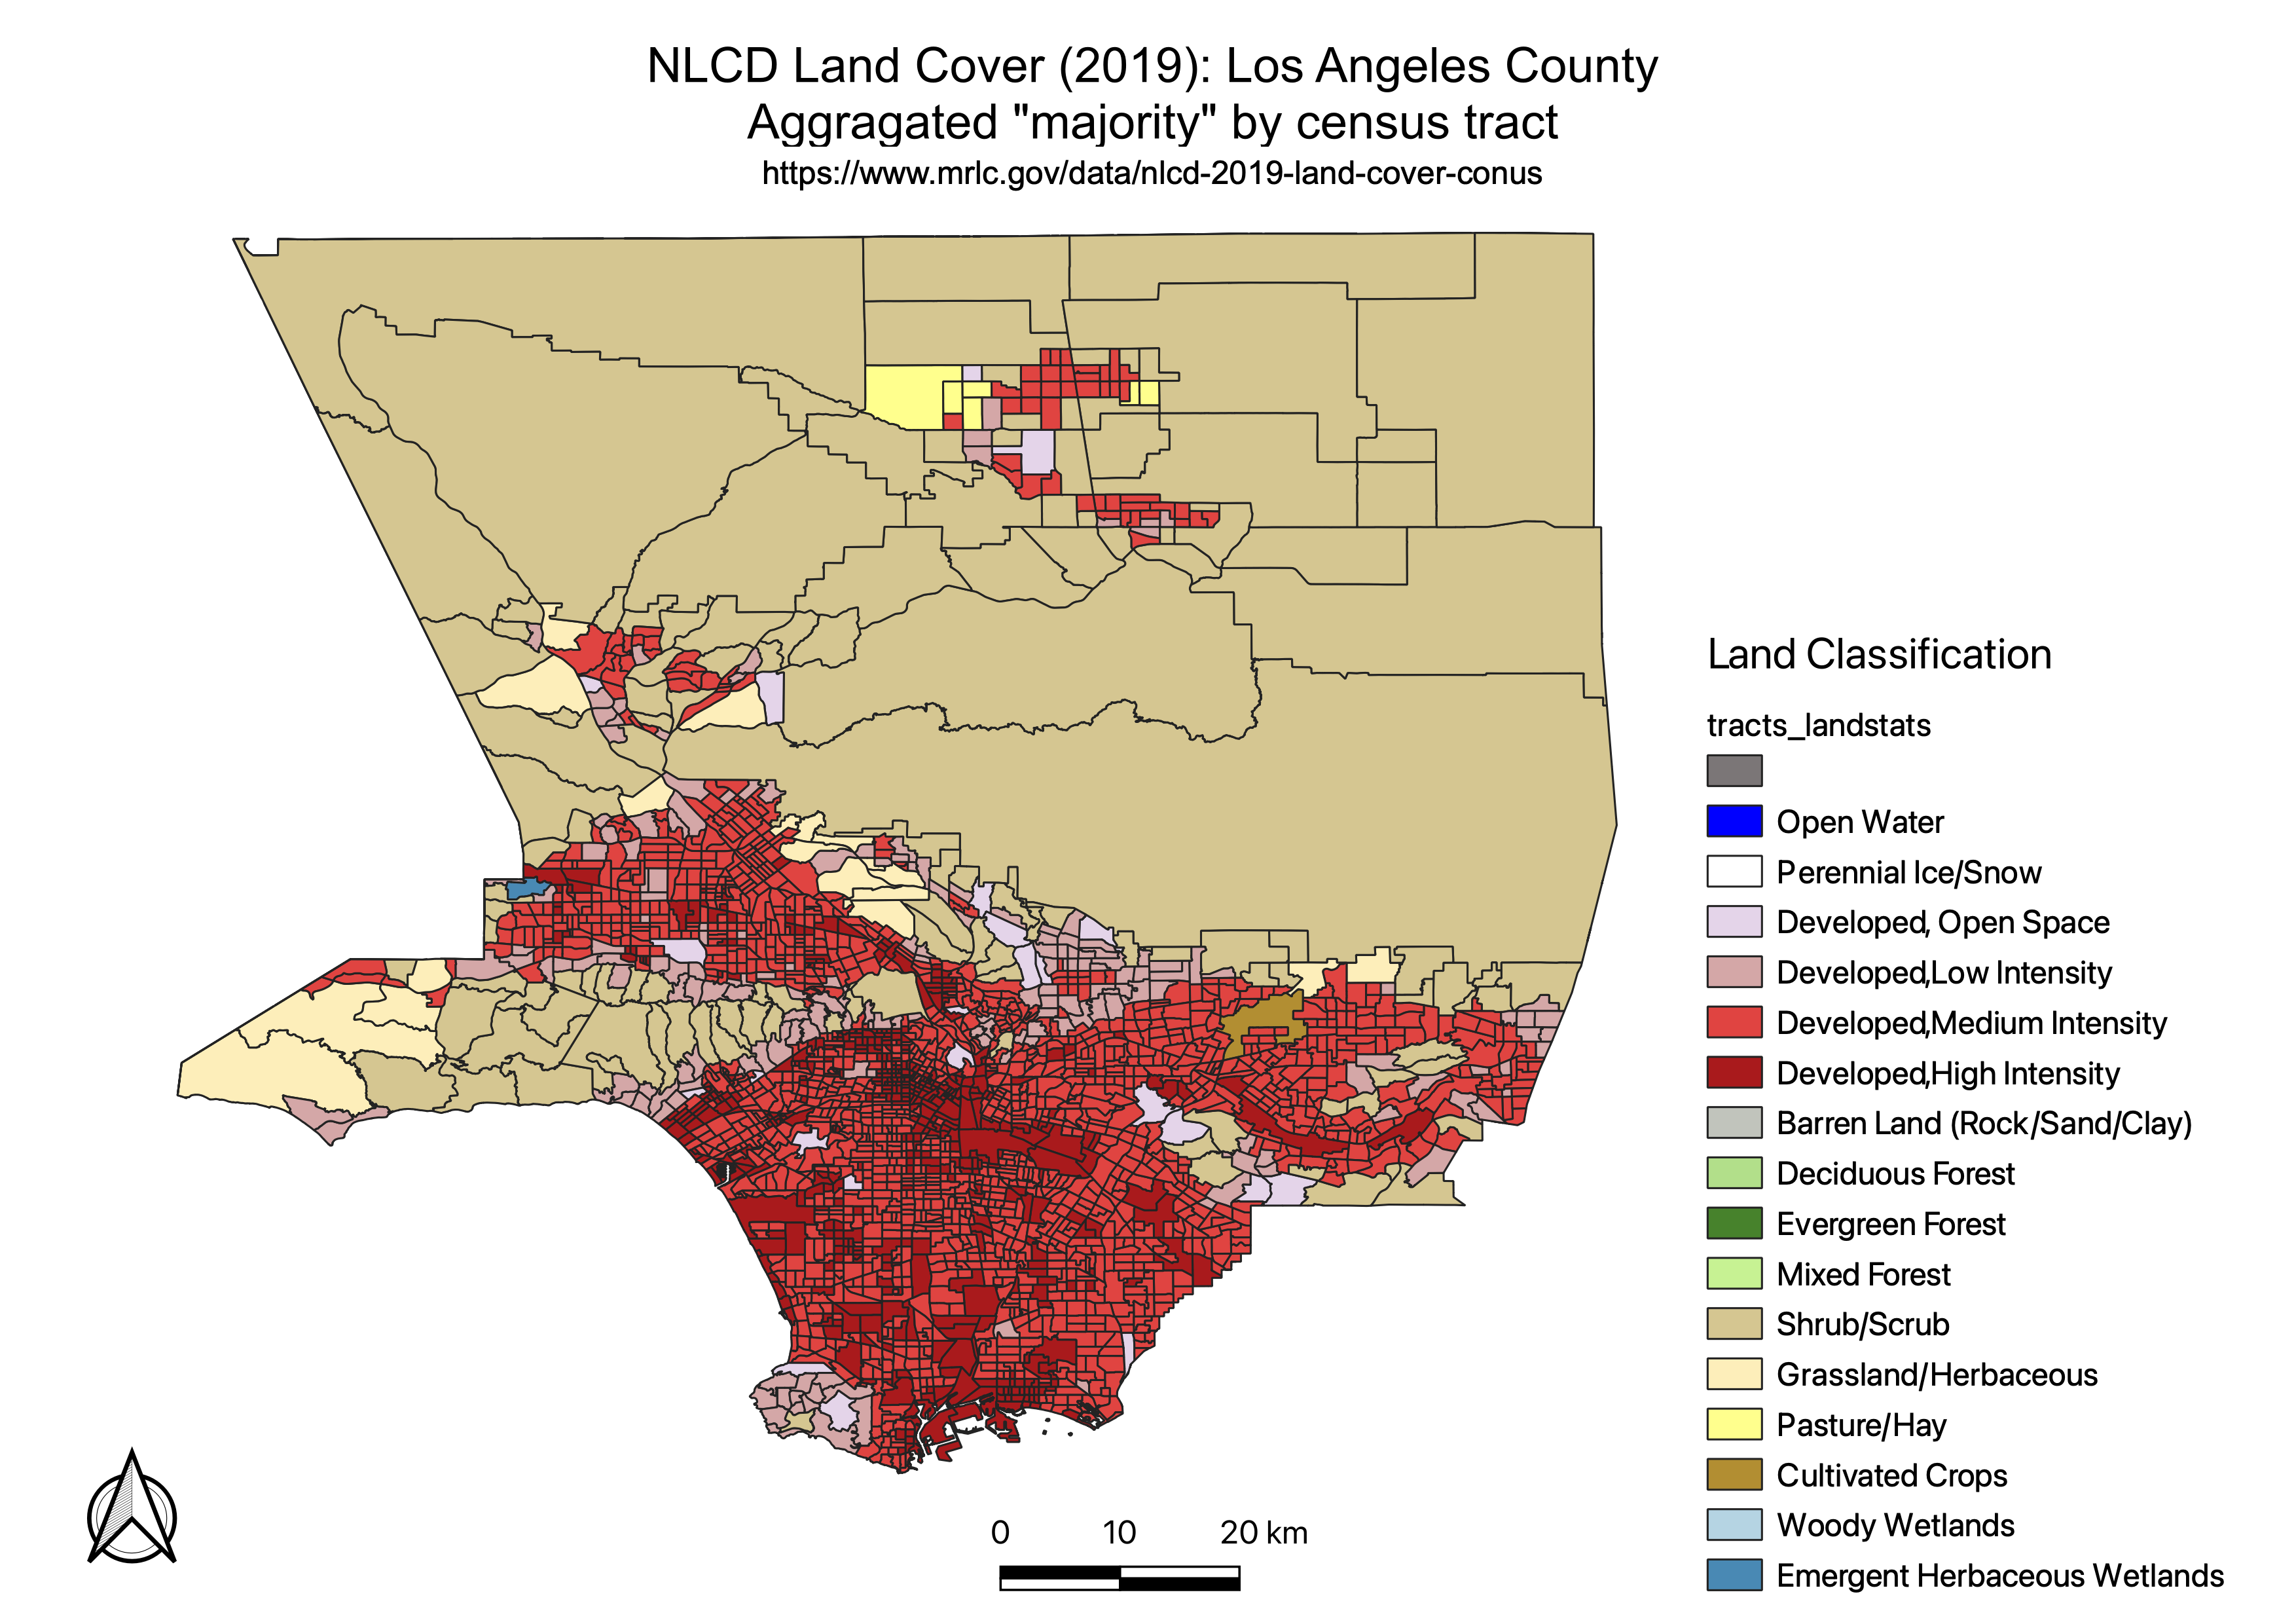 NLCD Land Cover (2019): Los Angeles County
Aggragated "majority" by census tract
https://www.mrlc.gov/data/nlcd-2019-land-cover-conus
Land Classification
tracts_landstats
Open Water
Perennial Ice/Snow
Developed, Open Space
Developed,Low Intensity
Developed,Medium Intensity
Developed,High Intensity
Barren Land (Rock/Sand/Clay)
Deciduous Forest
Evergreen Forest
Mixed Forest
Shrub/Scrub
Grassland/Herbaceous
Pasture/Hay
Cultivated Crops
Woody Wetlands
Emergent Herbaceous Wetlands
0 10 20 km